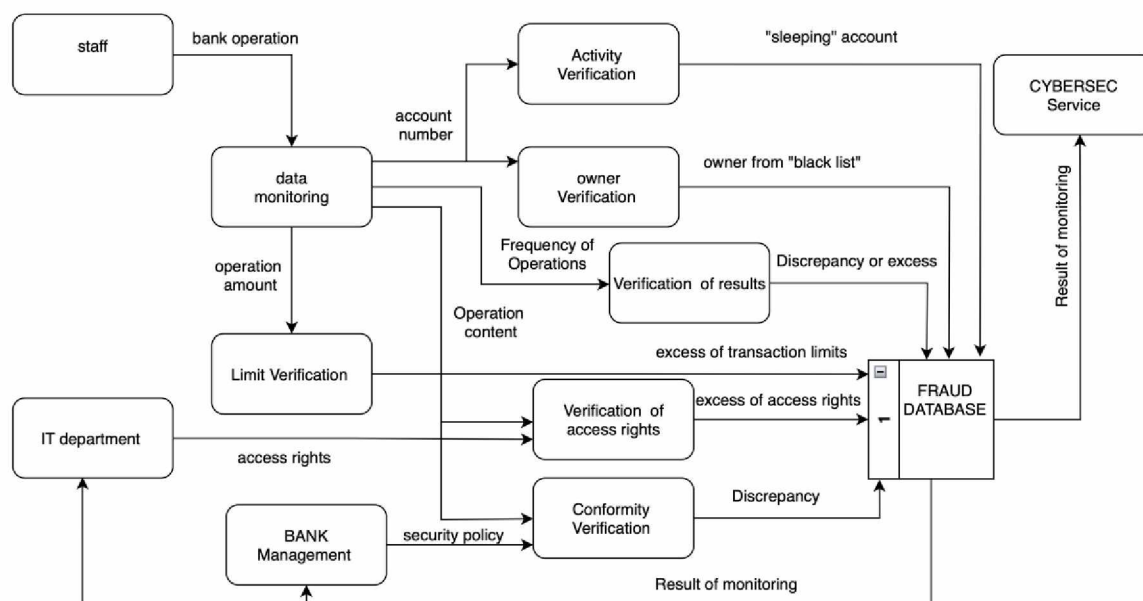 staff
bank operation
Activity
Verification
"sleeping" account
CYBERSEC
Service
account
number
data
monitoring
owner
Verification
owner from "black list"
Result of monitoring
operation
amount
Frequency of
Operations
Verification of results
Discrepancy or excess
Operation
content
Limit Verification
excess of transaction limits
FRAUD
DATABASE
1
IT department
access rights
Verification of
access rights
excess of access rights
BANK
Management
security policy
Conformity
Verification
Discrepancy
Result of monitoring